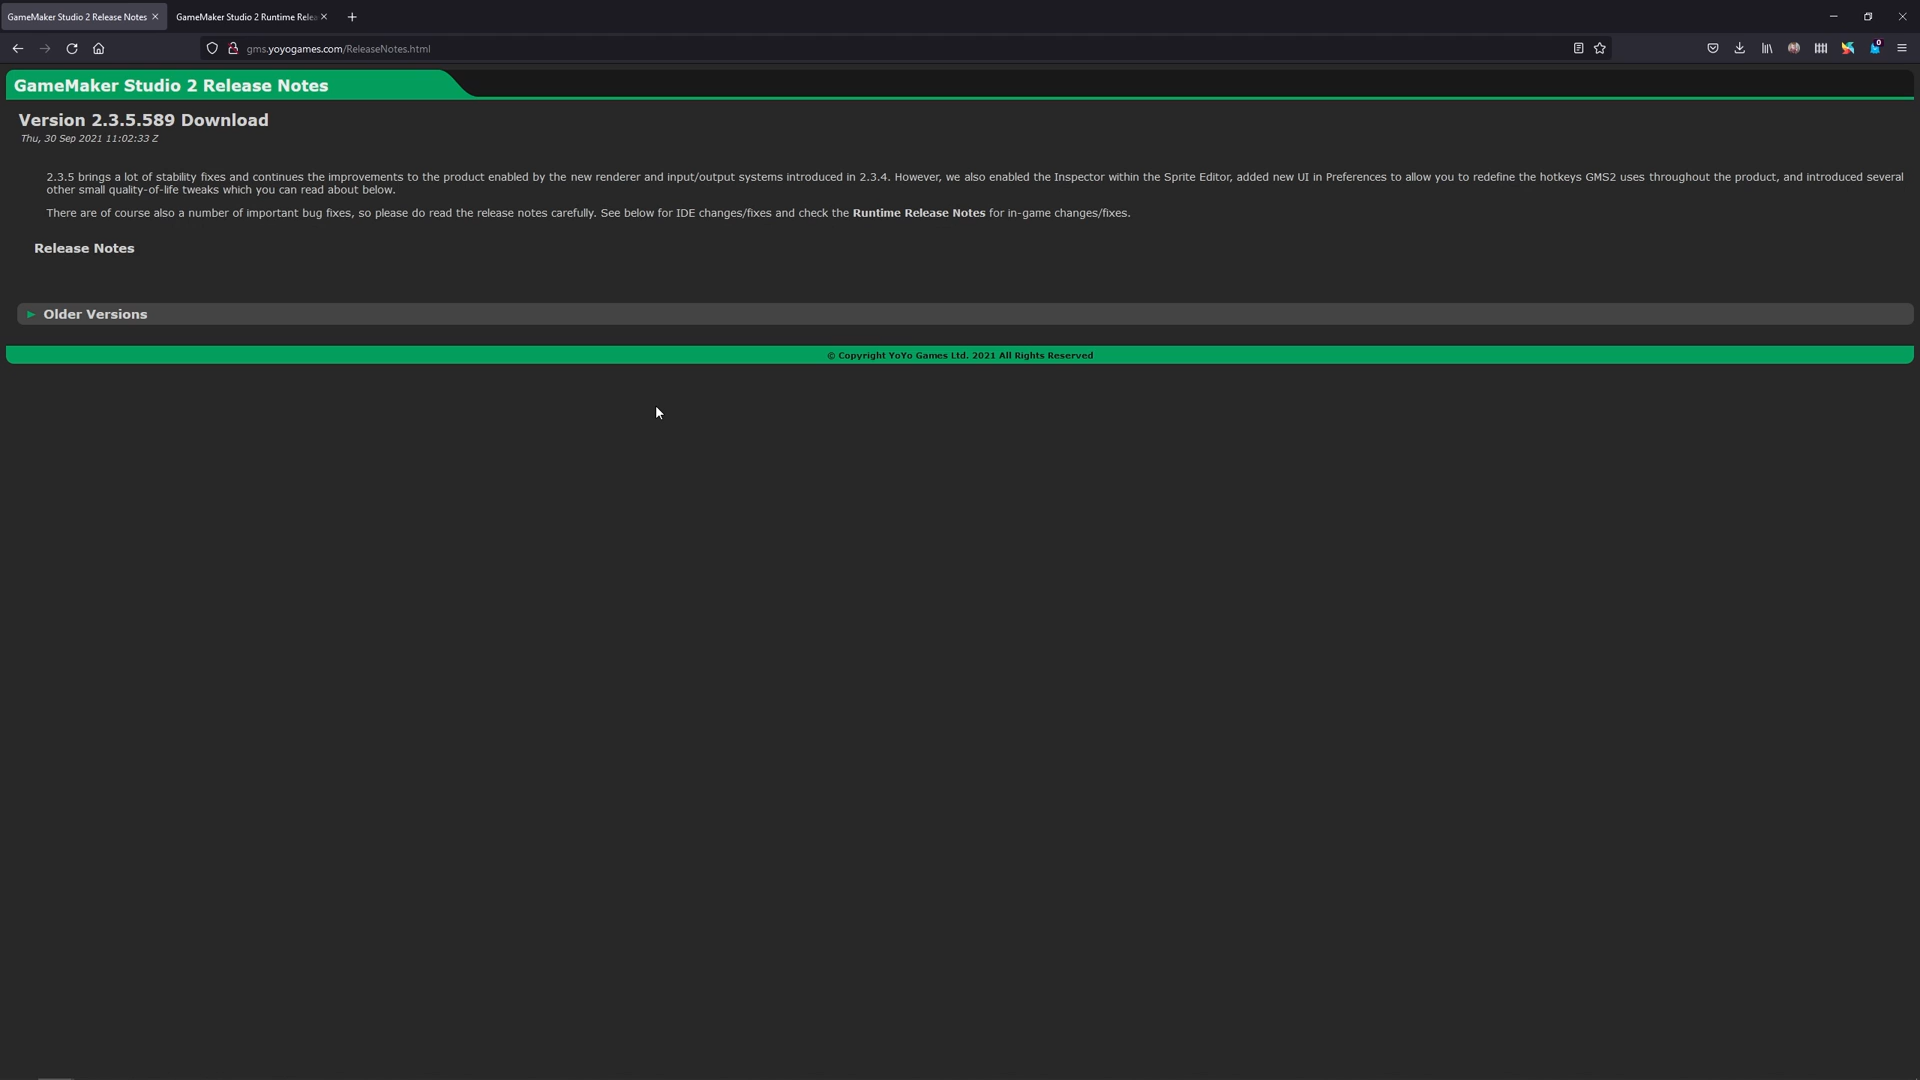 GameMaker Studio 2 Release Notes
GameMaker Studio 2 Runtime Rele
gms.yoyogames.com/ReleaseNotes.html
0
GameMaker Studio 2 Release Notes
Version 2.3.5.589 Download
Thu, 30 Sep 2021 11:02:33 Z
2.3.5 brings a lot of stability fixes and continues the improvements to the product enabled by the new renderer and input/output systems introduced in 2.3.4. However, we also enabled the Inspector within the Sprite Editor, added new UI in Preferences to allow you to redefine the hotkeys GMS2 uses throughout the product, and introduced several
other small quality-of-life tweaks which you can read about below.
There are of course also a number of important bug fixes, so please do read the release notes carefully. See below for IDE changes/fixes and check the Runtime Release Notes for in-game changes/fixes.
Release Notes
Older Versions
© Copyright YoYo Games Ltd. 2021 All Rights Reserved